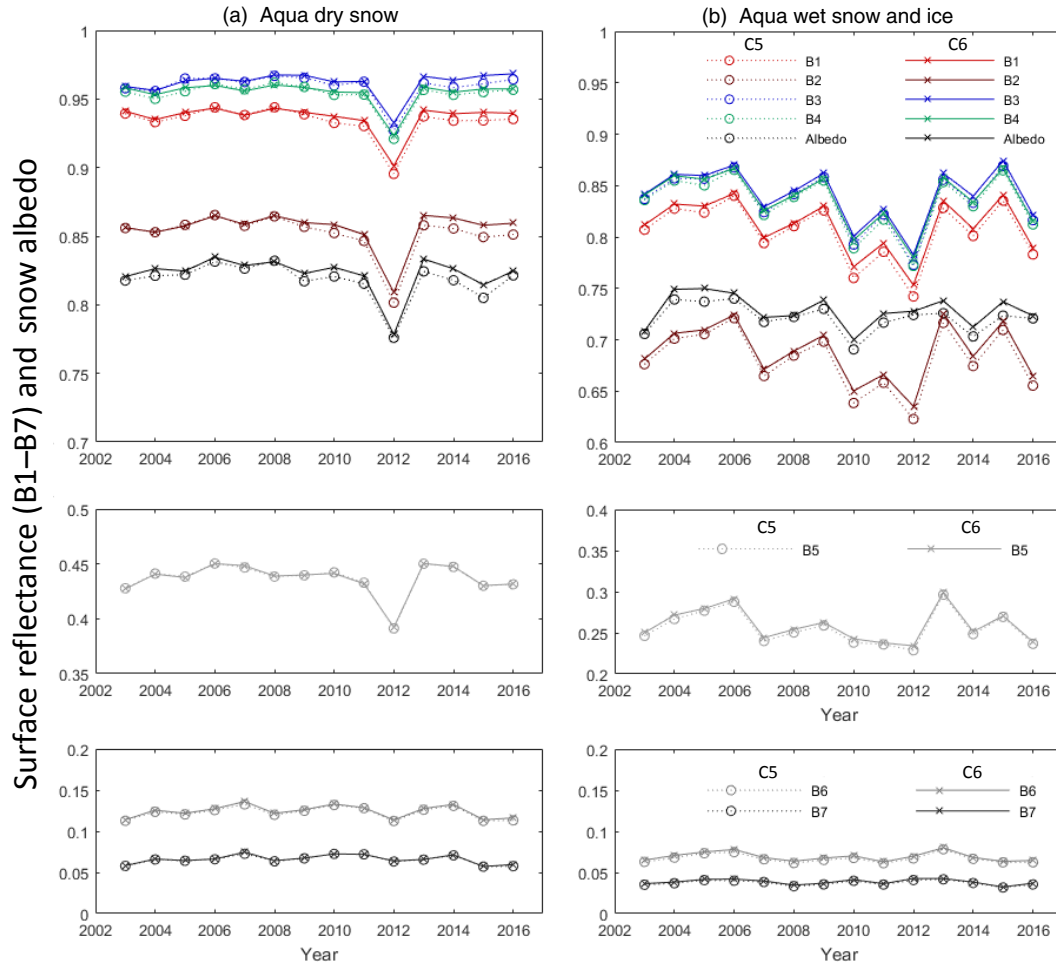 Surface reflectance (B1–B7) and snow albedo
(a) Aqua dry snow
1
0.95
0.9
0.85
0.8
0.75
0.7
2002 2004 2006 2008 2010 2012 2014 2016
0.5
0.45
0.4
0.35
2002 2004 2006 2008 2010 2012 2014 2016
0.2
0.15
0.1
0.05
0
2002 2004 2006 2008 2010 2012 2014 2016
Year
(b) Aqua wet snow and ice
C5 C6
B1 B1
B2 B2
B3 B3
B4 B4
Albedo Albedo
1
0.95
0.9
0.85
0.8
0.75
0.7
0.65
0.6
2002 2004 2006 2008 2010 2012 2014 2016
C5 C6
B5 B5
0.4
0.35
0.3
0.25
0.2
2002 2004 2006 2008 2010 2012 2014 2016
Year
C5 C6
B6 B6
B7 B7
0.2
0.15
0.1
0.05
0
2002 2004 2006 2008 2010 2012 2014 2016
Year